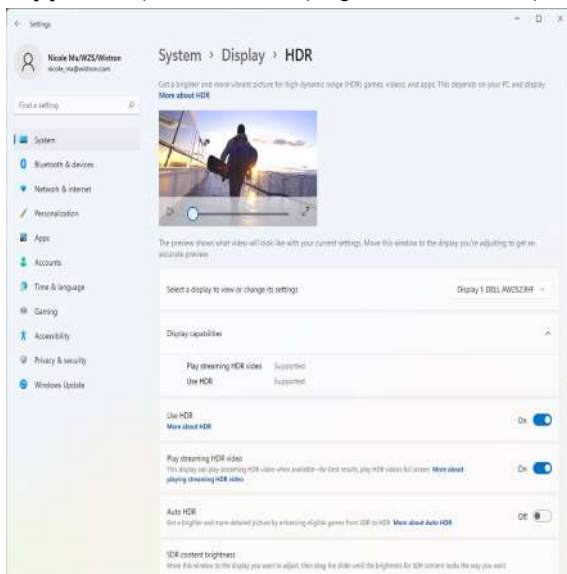 Settings
Nicole Ma/WZS/Wistron
nicole_ma@wistron.com
Find a setting
System
Bluetooth & devices
Network & internet
Personalization
Apps
Accounts
Time & language
Gaming
Accessibility
Privacy & security
Windows Update
System > Display > HDR
Get a brighter and more vibrant picture for high dynamic range (HDR) games, videos, and apps. This depends on your PC and display.
More about HDR
The preview shows what video will look like with your current settings. Move this window to the display you're adjusting to get an
accurate preview.
Select a display to view or change its settings
Display 1: DELL AW2523HF
Display capabilities
Play streaming HDR video Supported
Use HDR Supported
Use HDR
More about HDR
On
Play streaming HDR video
This display can play streaming HDR video when available—for best results, play HDR videos full screen. More about
playing streaming HDR video
On
Auto HDR
Get a brighter and more detailed picture by enhancing eligible games from SDR to HDR More about Auto HDR
Off
SDR content brightness
Move this window to the display you want to adjust, then drag the slider until the brightness for SDR content looks the way you want